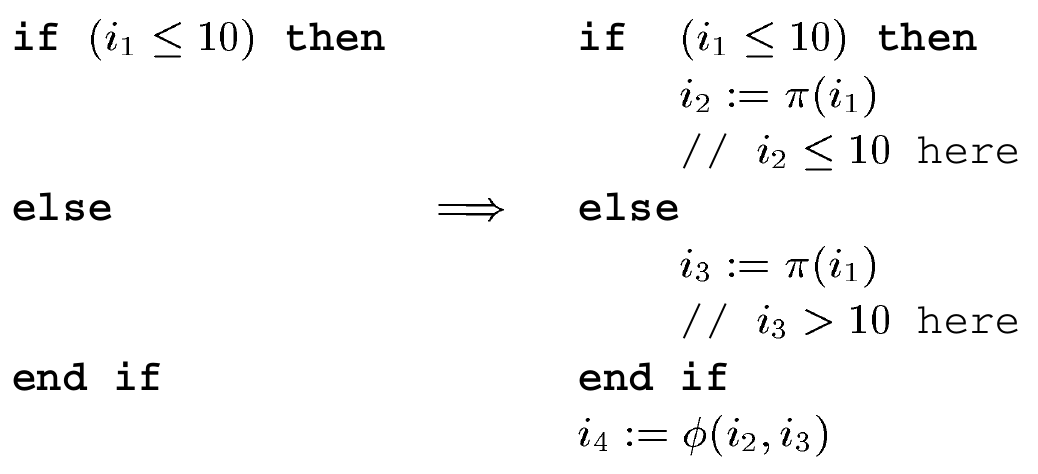 if (i₁ ≤ 10) then
else
end if
⟹
if (i₁ ≤ 10) then
i₂ := π(i₁)
// i₂ ≤ 10 here
else
i₃ := π(i₁)
// i₃ > 10 here
end if
i₄ := ϕ(i₂, i₃)